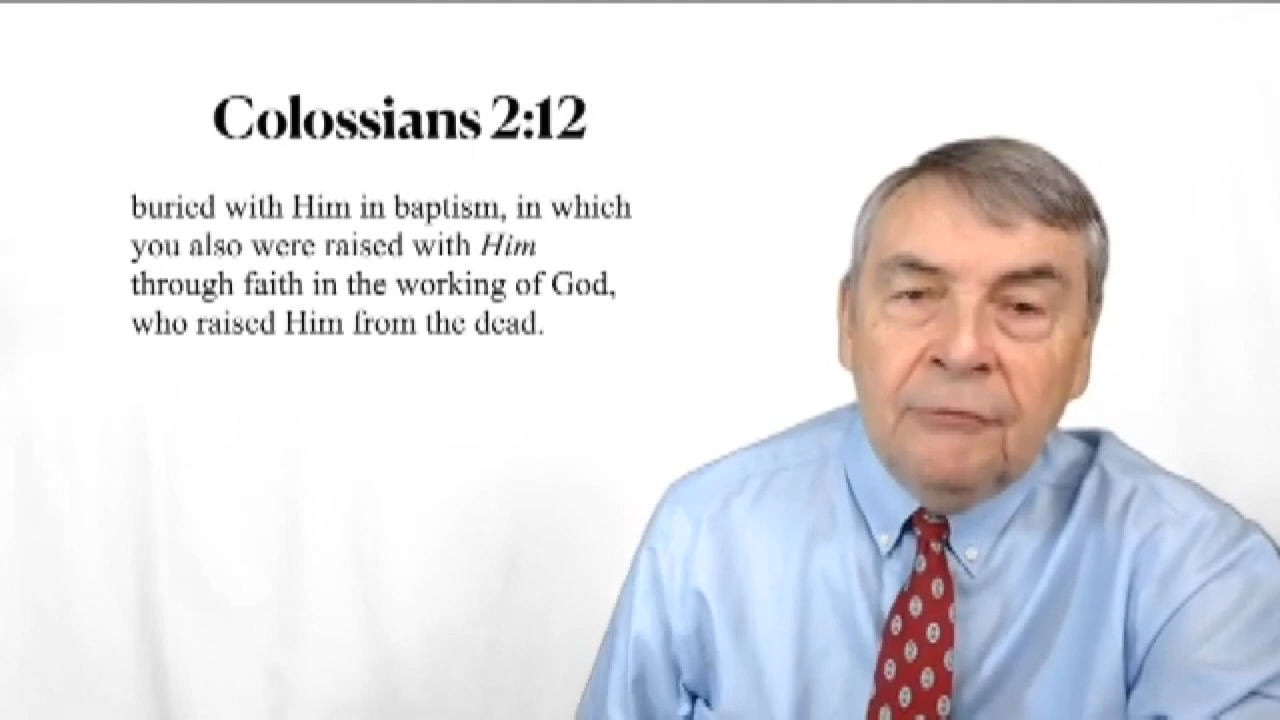 Colossians 2:12
buried with Him in baptism, in which
you also were raised with Him
through faith in the working of God,
who raised Him from the dead.